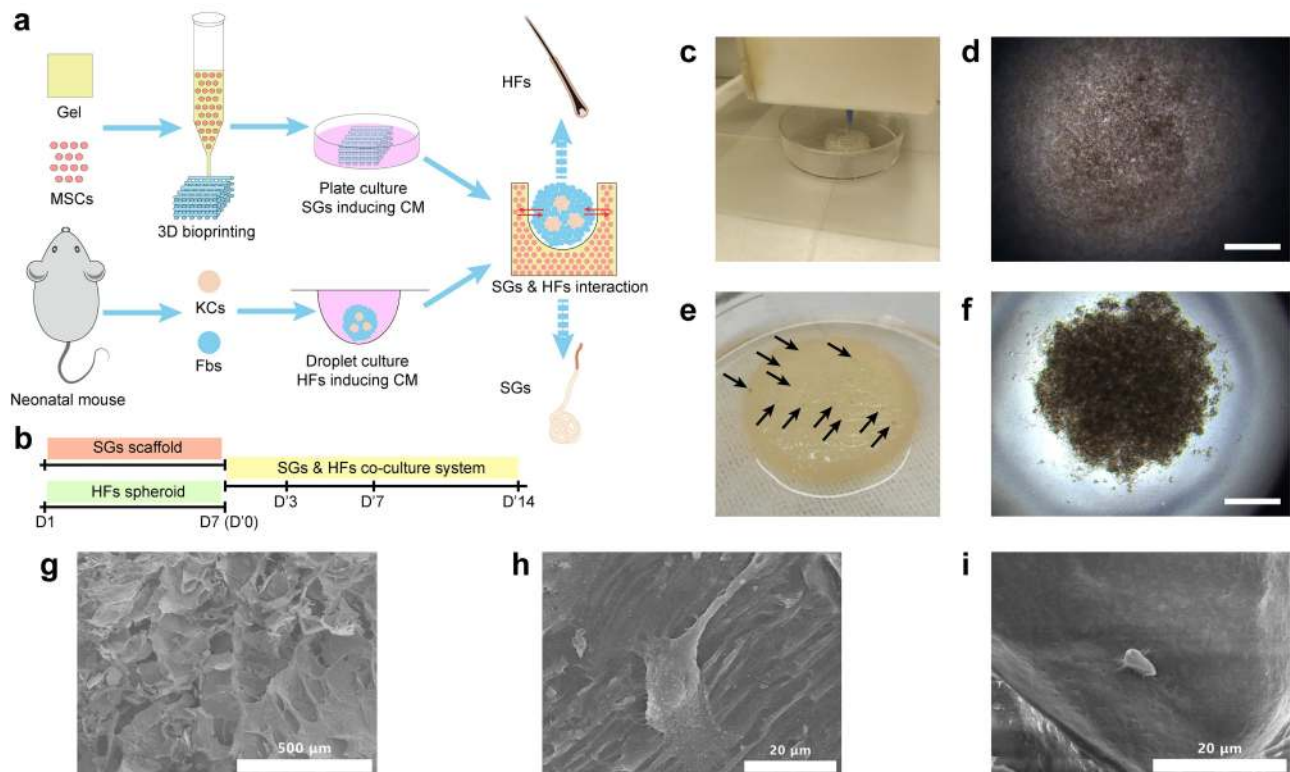 a
Gel
MSCs
3D bioprinting
Plate culture
SGs inducing CM
HFs
SGs & HFs interaction
Neonatal mouse
KCs
Fbs
Droplet culture
HFs inducing CM
SGs
b
SGs scaffold
SGs & HFs co-culture system
HFs spheroid
D1
D7 (D'0)
D'3
D'7
D'14
c
d
e
f
g
500 µm
h
20 µm
i
20 µm